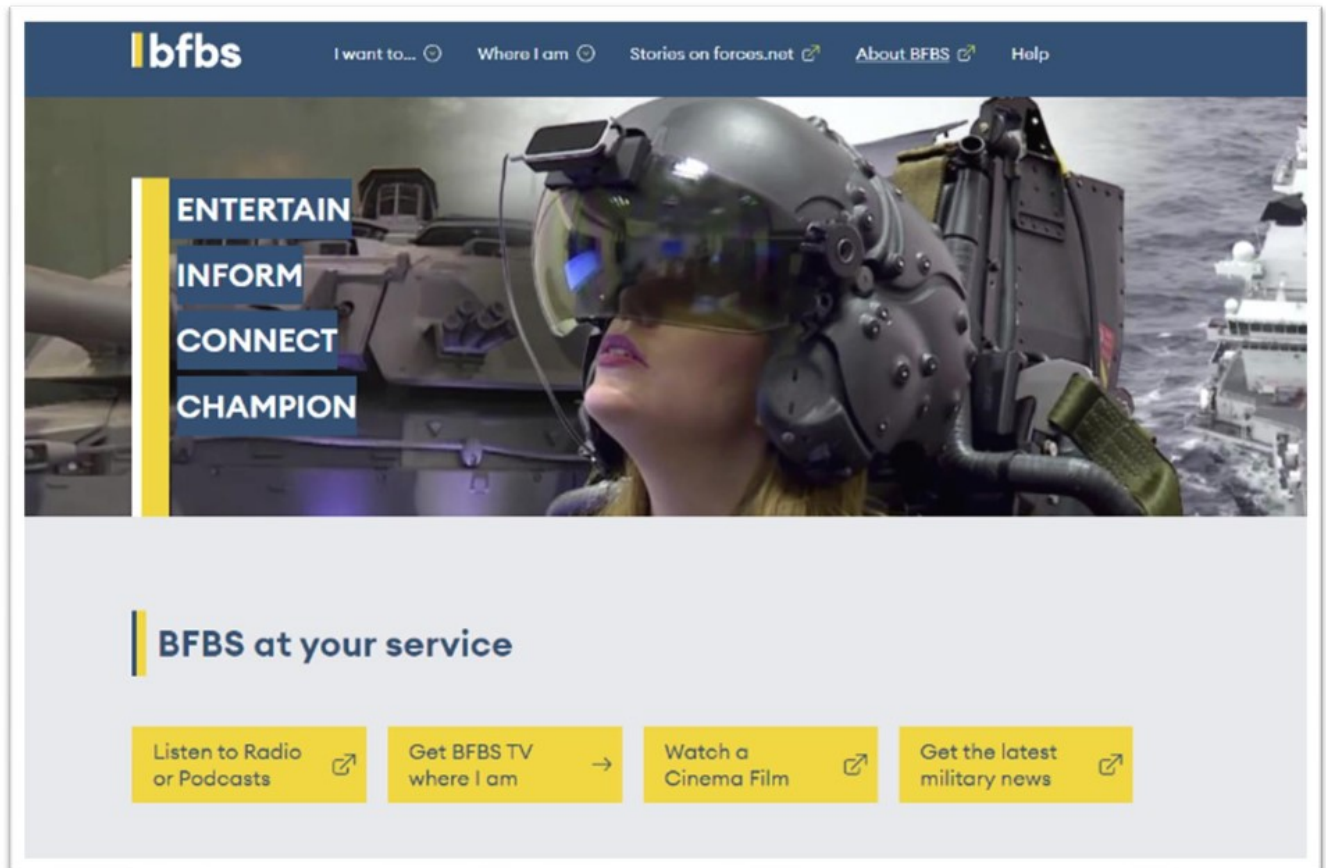 bfbs
I want to...
Where I am
Stories on forces.net
About BFBS
Help
ENTERTAIN
INFORM
CONNECT
CHAMPION
BFBS at your service
Listen to Radio
or Podcasts
Get BFBS TV
where I am
Watch a
Cinema Film
Get the latest
military news